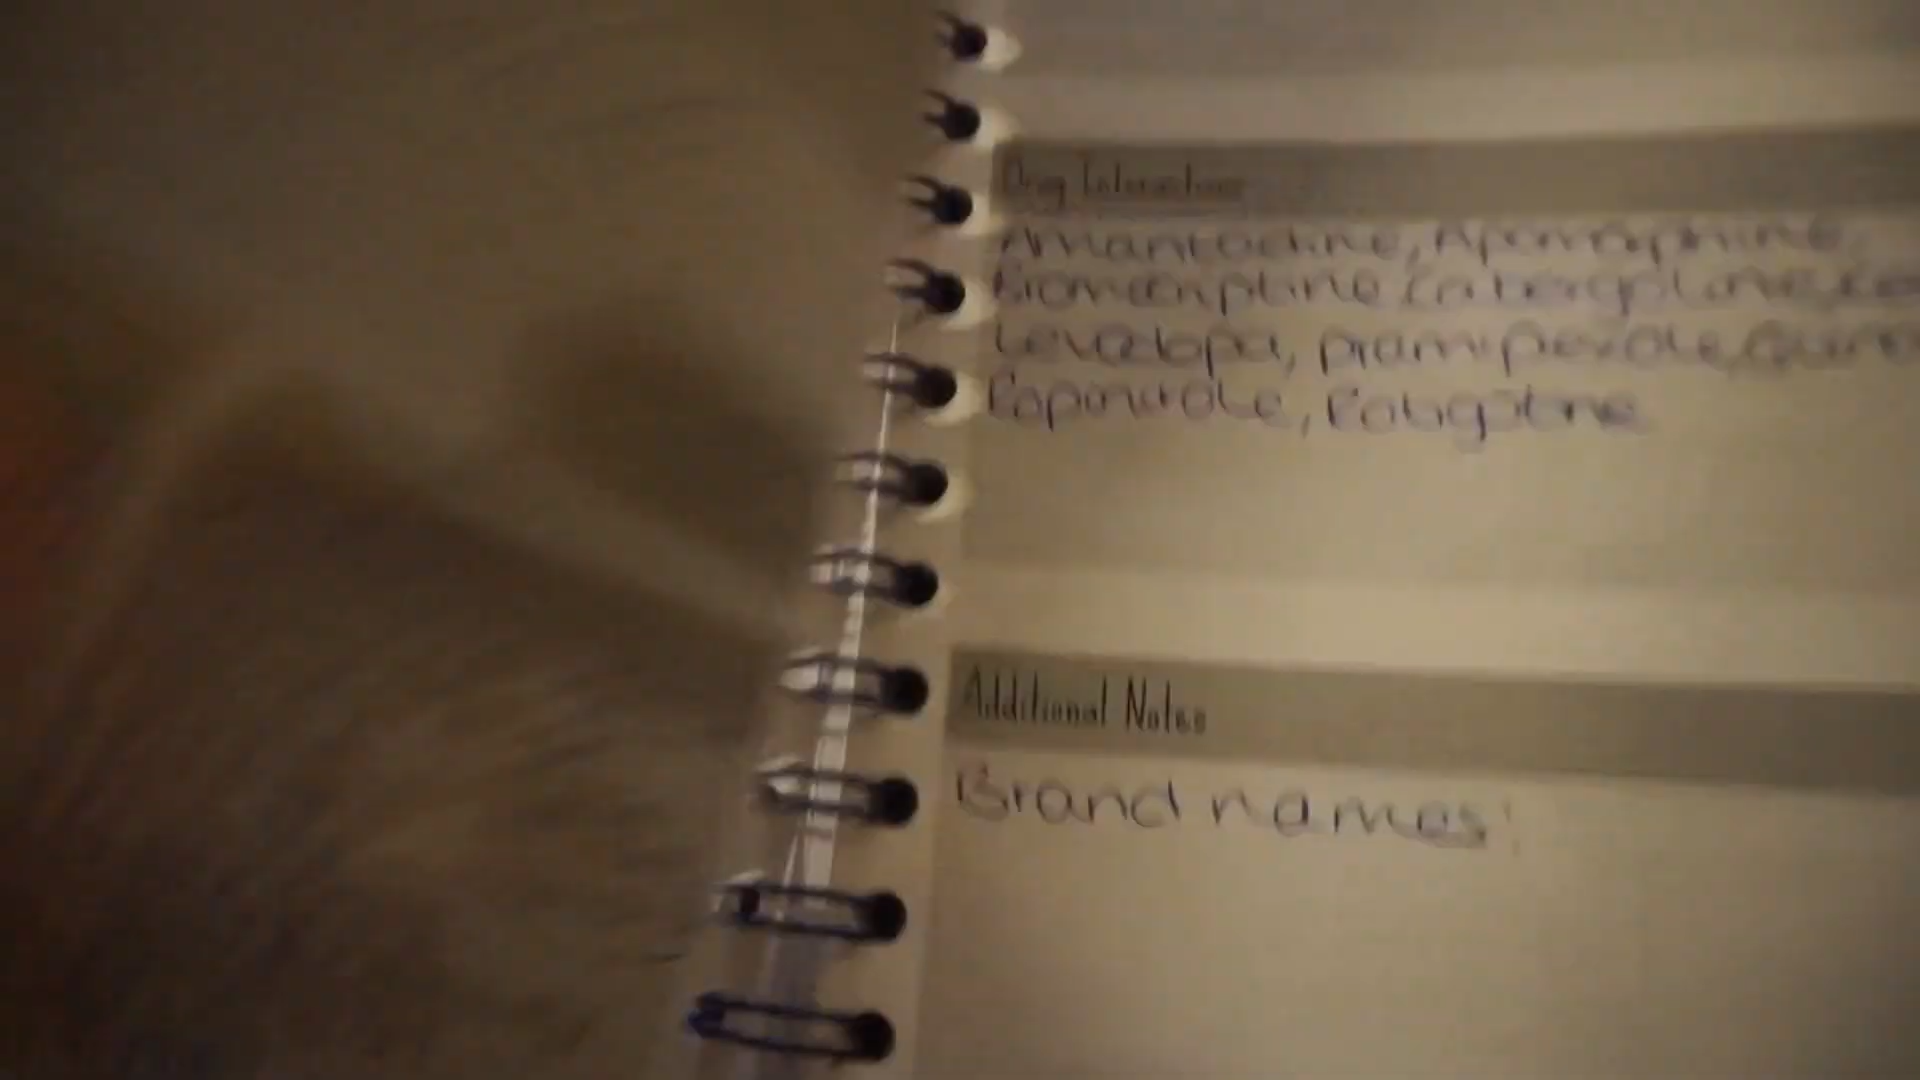 Drug Interactions
Amantadine, Apomorphine,
Bromocriptine, Cabergoline,
Levodopa, pramipexole,
Ropinirole, Rotigotine
Additional Notes
Brand names: